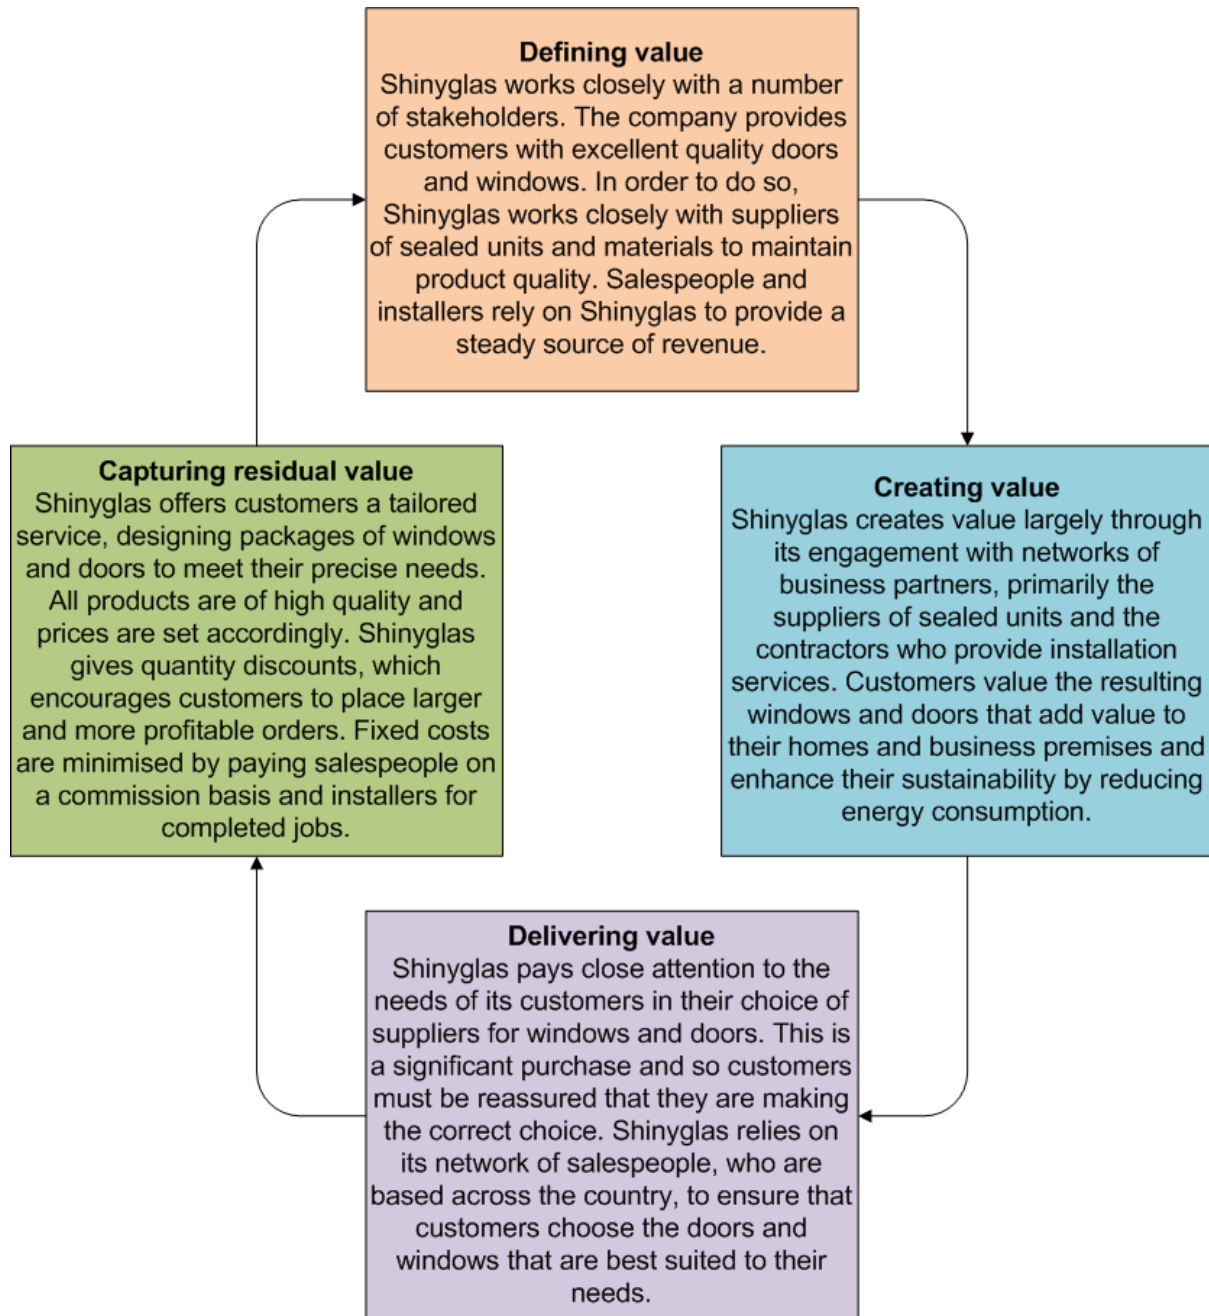 Defining value
Shinyglas works closely with a number
of stakeholders. The company provides
customers with excellent quality doors
and windows. In order to do so,
Shinyglas works closely with suppliers
of sealed units and materials to maintain
product quality. Salespeople and
installers rely on Shinyglas to provide a
steady source of revenue.
Creating value
Shinyglas creates value largely through
its engagement with networks of
business partners, primarily the
suppliers of sealed units and the
contractors who provide installation
services. Customers value the resulting
windows and doors that add value to
their homes and business premises and
enhance their sustainability by reducing
energy consumption.
Delivering value
Shinyglas pays close attention to the
needs of its customers in their choice of
suppliers for windows and doors. This is
a significant purchase and so customers
must be reassured that they are making
the correct choice. Shinyglas relies on
its network of salespeople, who are
based across the country, to ensure that
customers choose the doors and
windows that are best suited to their
needs.
Capturing residual value
Shinyglas offers customers a tailored
service, designing packages of windows
and doors to meet their precise needs.
All products are of high quality and
prices are set accordingly. Shinyglas
gives quantity discounts, which
encourages customers to place larger
and more profitable orders. Fixed costs
are minimised by paying salespeople on
a commission basis and installers for
completed jobs.